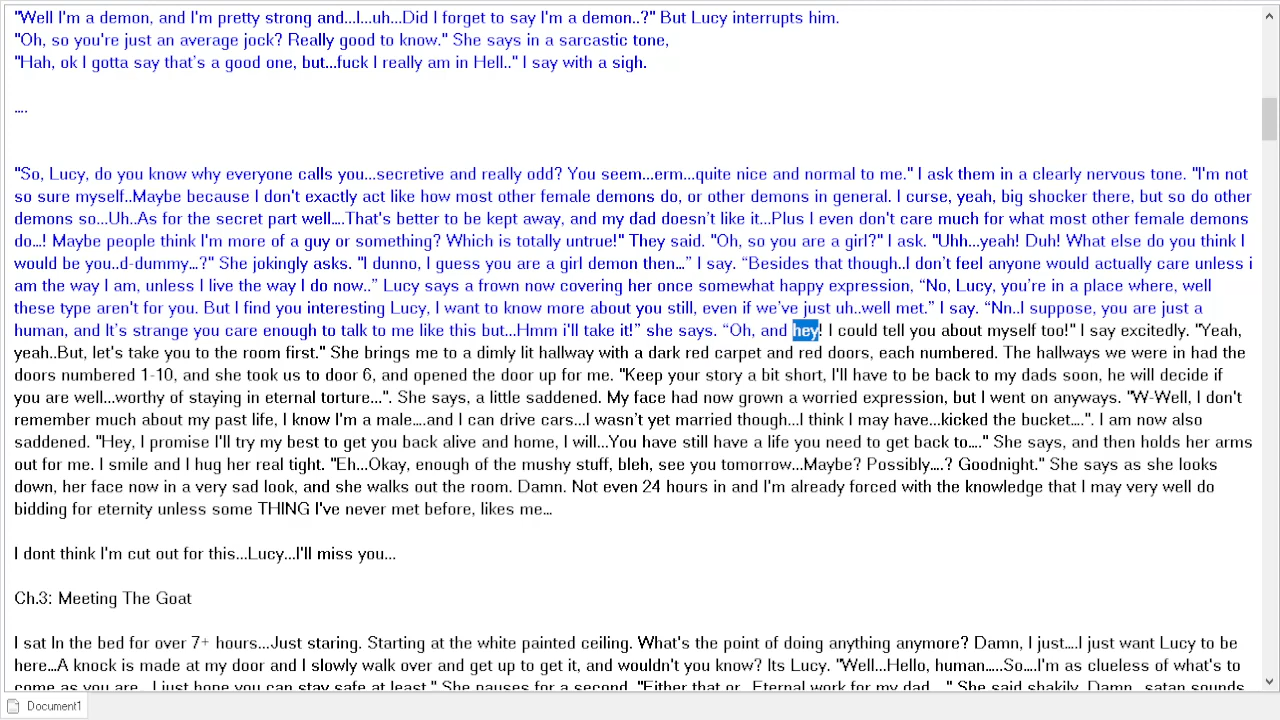 "Well I'm a demon, and I'm pretty strong and...I...uh...Did I forget to say I'm a demon..?" But Lucy interrupts him.
"Oh, so you're just an average jock? Really good to know." She says in a sarcastic tone,
"Hah, ok I gotta say that's a good one, but...fuck I really am in Hell.." I say with a sigh.
….
"So, Lucy, do you know why everyone calls you...secretive and really odd? You seem...erm...quite nice and normal to me." I ask them in a clearly nervous tone. "I'm not
so sure myself..Maybe because I don't exactly act like how most other female demons do, or other demons in general. I curse, yeah, big shocker there, but so do other
demons so...Uh..As for the secret part well....That's better to be kept away, and my dad doesn’t like it...Plus I even don't care much for what most other female demons
do...! Maybe people think I'm more of a guy or something? Which is totally untrue!" They said. "Oh, so you are a girl?" I ask. "Uhh...yeah! Duh! What else do you think I
would be you..d-dummy…?" She jokingly asks. "I dunno, I guess you are a girl demon then…” I say. “Besides that though..I don’t feel anyone would actually care unless i
am the way I am, unless I live the way I do now..” Lucy says a frown now covering her once somewhat happy expression, “No, Lucy, you’re in a place where, well
these type aren't for you. But I find you interesting Lucy, I want to know more about you still, even if we’ve just uh..well met.” I say. “Nn..I suppose, you are just a
human, and It’s strange you care enough to talk to me like this but...Hmm i'll take it!” she says. “Oh, and hey! I could tell you about myself too!" I say excitedly. "Yeah,
yeah..But, let's take you to the room first." She brings me to a dimly lit hallway with a dark red carpet and red doors, each numbered. The hallways we were in had the
doors numbered 1-10, and she took us to door 6, and opened the door up for me. "Keep your story a bit short, I'll have to be back to my dads soon, he will decide if
you are well...worthy of staying in eternal torture...". She says, a little saddened. My face had now grown a worried expression, but I went on anyways. "W-Well, I don't
remember much about my past life, I know I'm a male....and I can drive cars...I wasn’t yet married though...I think I may have...kicked the bucket....". I am now also
saddened. "Hey, I promise I'll try my best to get you back alive and home, I will...You have still have a life you need to get back to…." She says, and then holds her arms
out for me. I smile and I hug her real tight. "Eh...Okay, enough of the mushy stuff, bleh, see you tomorrow...Maybe? Possibly….? Goodnight." She says as she looks
down, her face now in a very sad look, and she walks out the room. Damn. Not even 24 hours in and I'm already forced with the knowledge that I may very well do
bidding for eternity unless some THING I've never met before, likes me…
I dont think I'm cut out for this...Lucy...I'll miss you...
Ch.3: Meeting The Goat
I sat In the bed for over 7+ hours...Just staring. Starting at the white painted ceiling. What's the point of doing anything anymore? Damn, I just....I just want Lucy to be
here…A knock is made at my door and I slowly walk over and get up to get it, and wouldn't you know? Its Lucy. "Well...Hello, human.....So....I'm as clueless of what's to
come as you are...I just hope you can stay safe at least." She pauses for a second. "Either that or...Eternal work for my dad...." She said shakily. Damn...satan sounds
Document1